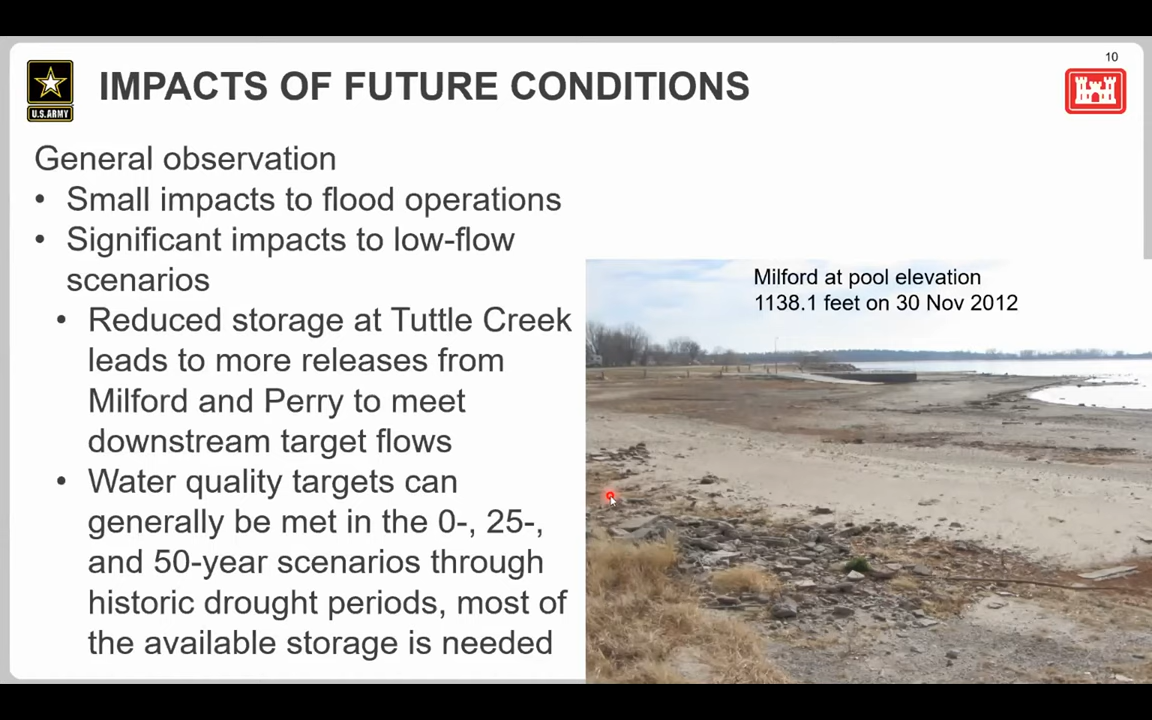 10
IMPACTS OF FUTURE CONDITIONS
U.S.ARMY
General observation
• Small impacts to flood operations
• Significant impacts to low-flow
scenarios
• Reduced storage at Tuttle Creek
leads to more releases from
Milford and Perry to meet
downstream target flows
• Water quality targets can
generally be met in the 0-, 25-,
and 50-year scenarios through
historic drought periods, most of
the available storage is needed
Milford at pool elevation
1138.1 feet on 30 Nov 2012